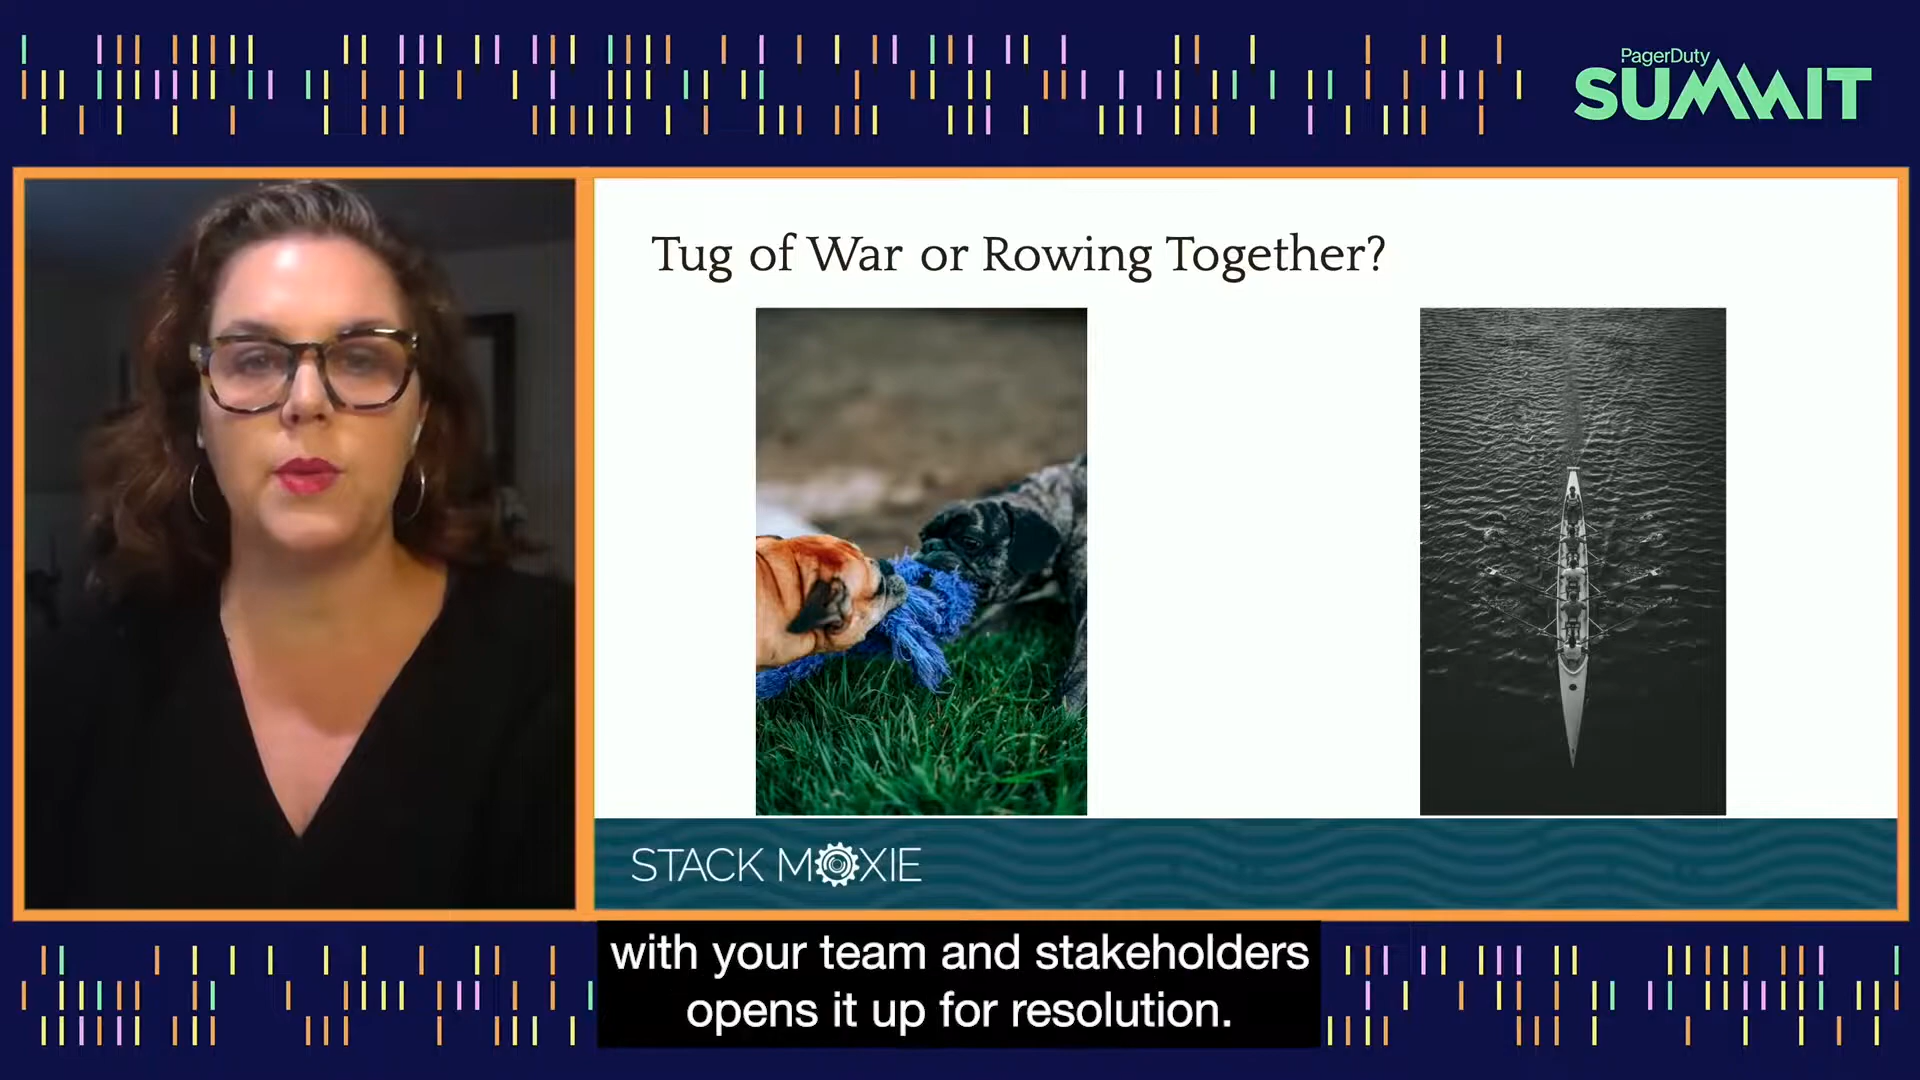 PagerDuty
SUMMIT
Tug of War or Rowing Together?
STACK MOXIE
with your team and stakeholders
opens it up for resolution.